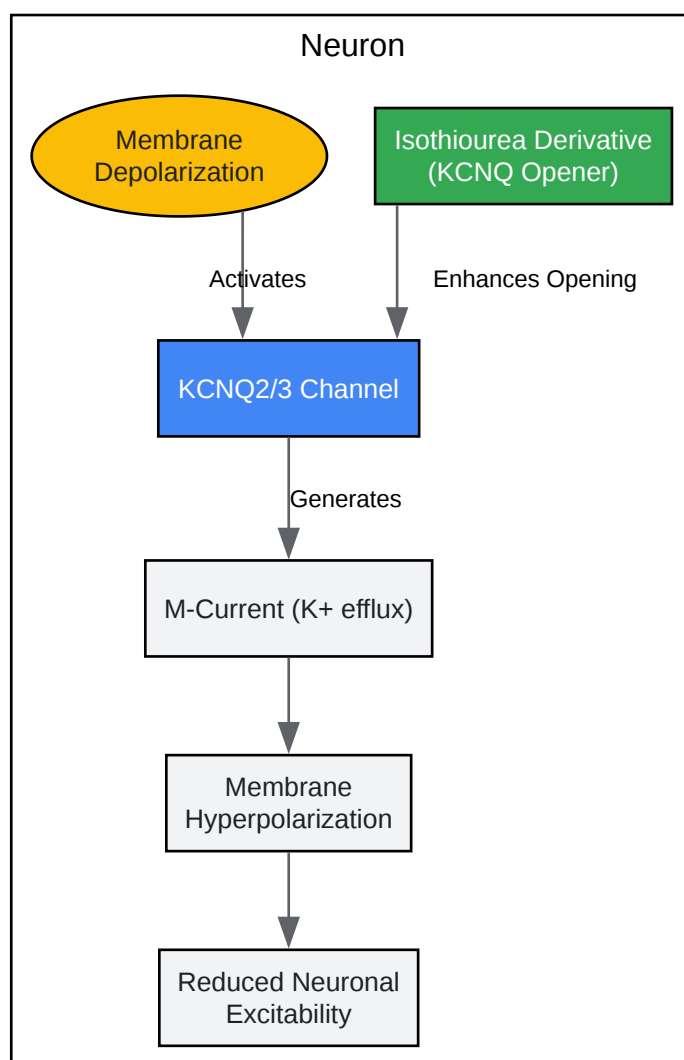 Neuron
Membrane
Depolarization
Isothiourea Derivative
(KCNQ Opener)
Activates
Enhances Opening
KCNQ2/3 Channel
Generates
M-Current (K+ efflux)
Membrane
Hyperpolarization
Reduced Neuronal
Excitability